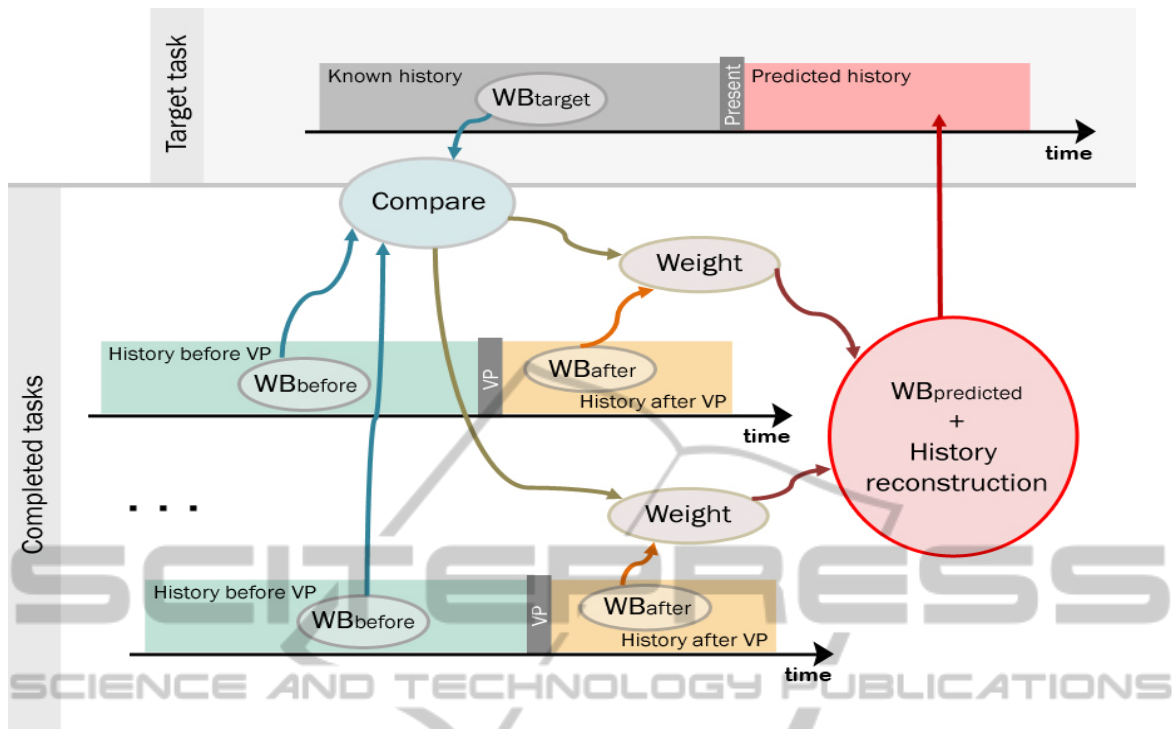 Target task
Known history
WBtarget
Present
Predicted history
time
Completed tasks
Compare
Weight
History before VP
WBbefore
VP
WBafter
History after VP
time
WBpredicted
+
History
reconstruction
. . .
Weight
History before VP
WBbefore
VP
WBafter
History after VP
time
SCITEPRESS
SCIENCE AND TECHNOLOGY PUBLICATIONS